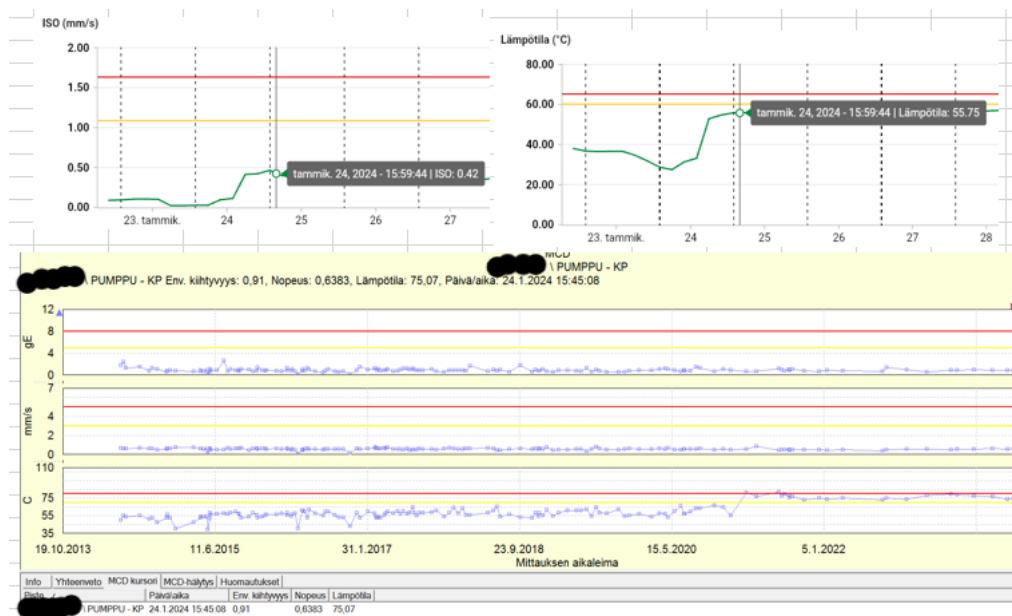 ISO (mm/s)
2.00
1.50
1.00
0.50
0.00
tammik. 24, 2024 - 15:59:44 | ISO: 0.42
23. tammik.
24
25
26
27
Lämpötila (°C)
80.00
60.00
40.00
20.00
0.00
tammik. 24, 2024 - 15:59:44 | Lämpötila: 55.75
23. tammik.
24
25
26
27
28
MCD
\ PUMPPU - KP
\ PUMPPU - KP Env. kiihtyvyys: 0,91, Nopeus: 0,6383, Lämpötila: 75,07, Päivä/aika: 24.1.2024 15:45:08
gE
12
8
4
0
mm/s
7
4
2
0
C
110
75
55
35
19.10.2013
11.6.2015
31.1.2017
23.9.2018
15.5.2020
5.1.2022
Mittauksen aikaleima
Info Yhteenveto MCD kursori MCD-hälytys Huomautukset
Piste Päivä/aika Env. kiihtyvyys Nopeus Lämpötila
\ PUMPPU - KP 24.1.2024 15:45:08 0,91 0,6383 75,07